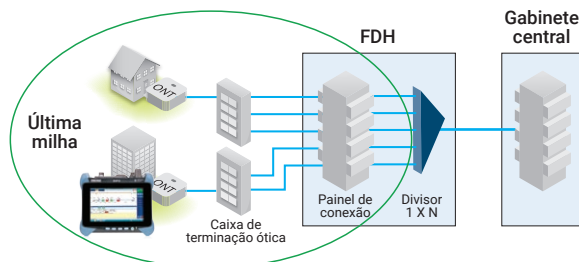 FDH
Gabinete
central
ONT
Última
milha
ONT
Caixa de
terminação ótica
Painel de
conexão
Divisor
1 X N